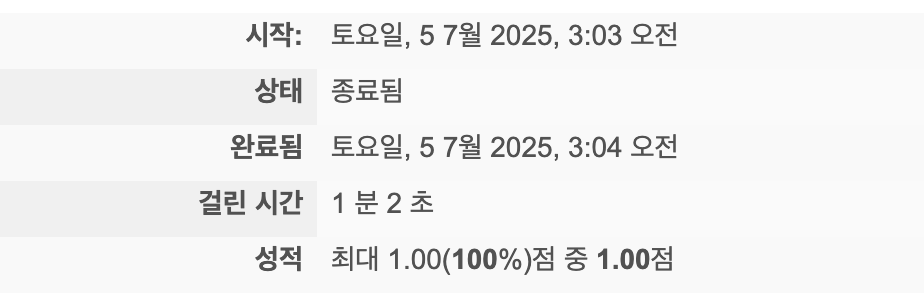 시작: 토요일, 5 7월 2025, 3:03 오전
상태 종료됨
완료됨 토요일, 5 7월 2025, 3:04 오전
걸린 시간 1 분 2 초
성적 최대 1.00(100%)점 중 1.00점